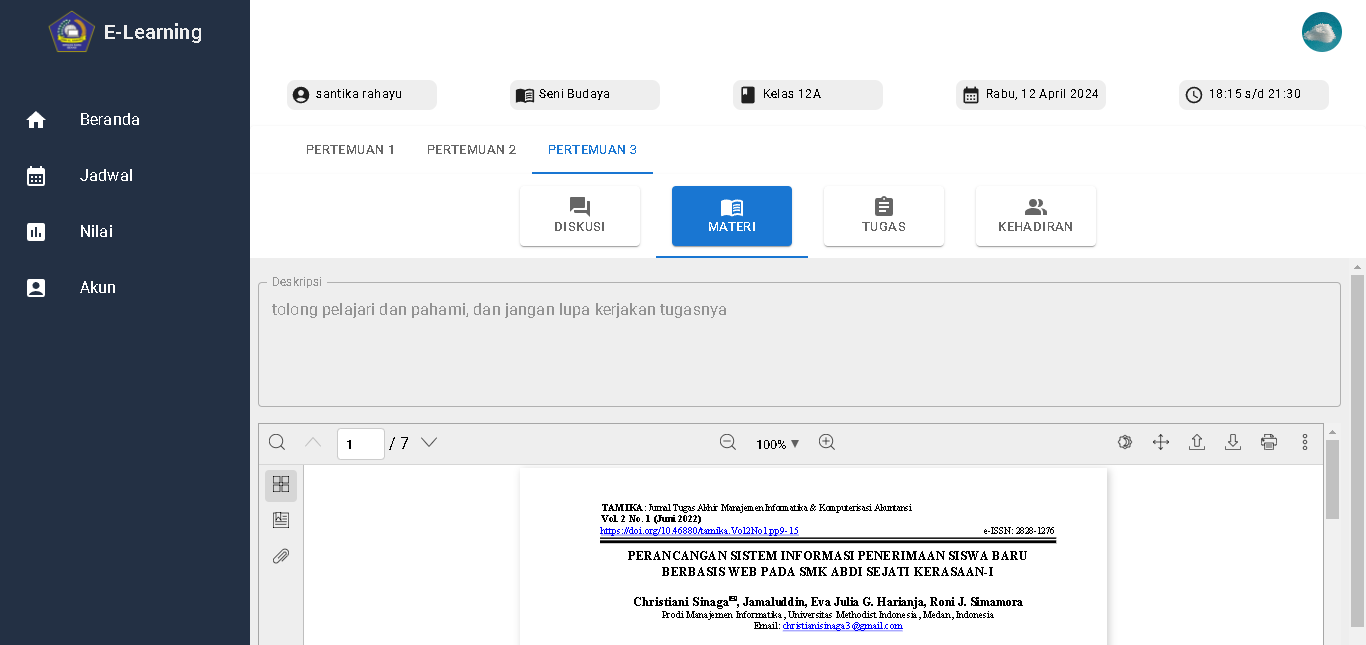 E-Learning
Beranda
Jadwal
Nilai
Akun
santika rahayu
Seni Budaya
Kelas 12A
Rabu, 12 April 2024
18:15 s/d 21:30
PERTEMUAN 1
PERTEMUAN 2
PERTEMUAN 3
DISKUSI
MATERI
TUGAS
KEHADIRAN
Deskripsi
tolong pelajari dan pahami, dan jangan lupa kerjakan tugasnya
1 / 7
100%
TAMIKA: Jurnal Tugas Akhir Manajemen Informatika & Komputerisasi Akuntansi
Vol. 2 No. 1 (Juni 2022)
https://doi.org/10.46880/tamika.Vol2No1.pp9-15 e-ISSN: 2828-1276
PERANCANGAN SISTEM INFORMASI PENERIMAAN SISWA BARU
BERBASIS WEB PADA SMK ABDI SEJATI KERASAAN-I
Christiani Sinaga, Jamaluddin, Eva Julia G. Harianja, Roni J. Simamora
Prodi Manajemen Informatika, Universitas Methodist Indonesia, Medan, Indonesia
Email: christianisinaga3@gmail.com